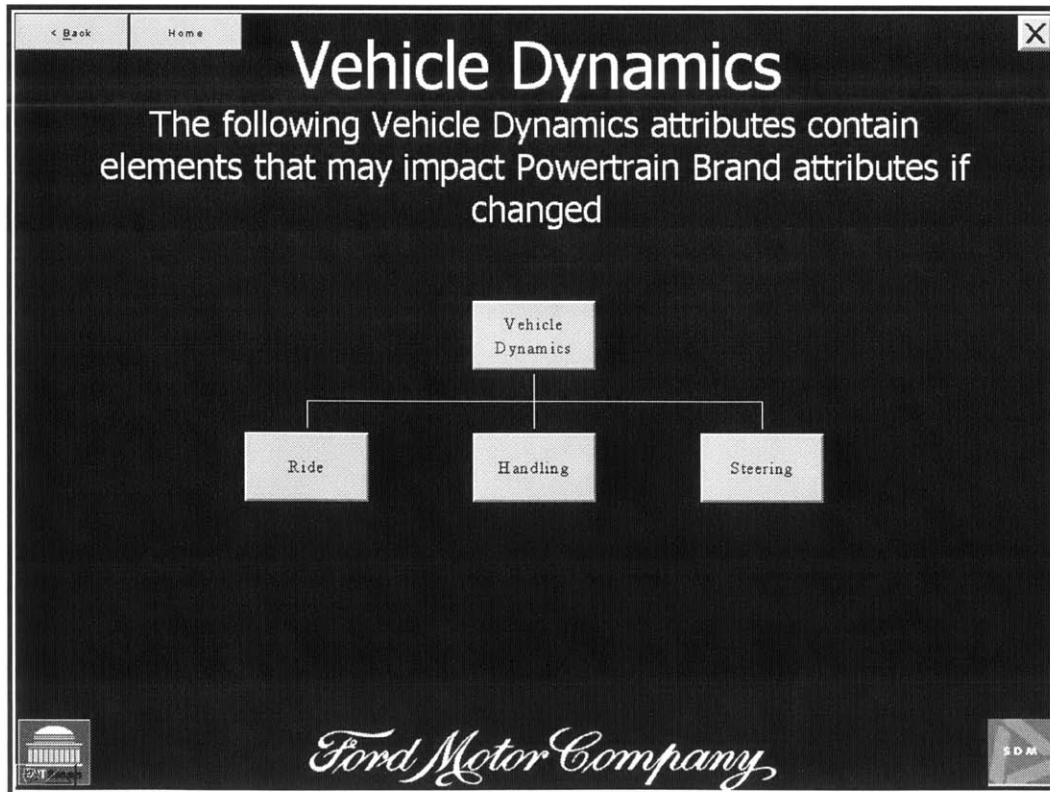 < Back
Home
X
Vehicle Dynamics
The following Vehicle Dynamics attributes contain
elements that may impact Powertrain Brand attributes if
changed
Vehicle
Dynamics
Ride
Handling
Steering
Ford Motor Company
SDM